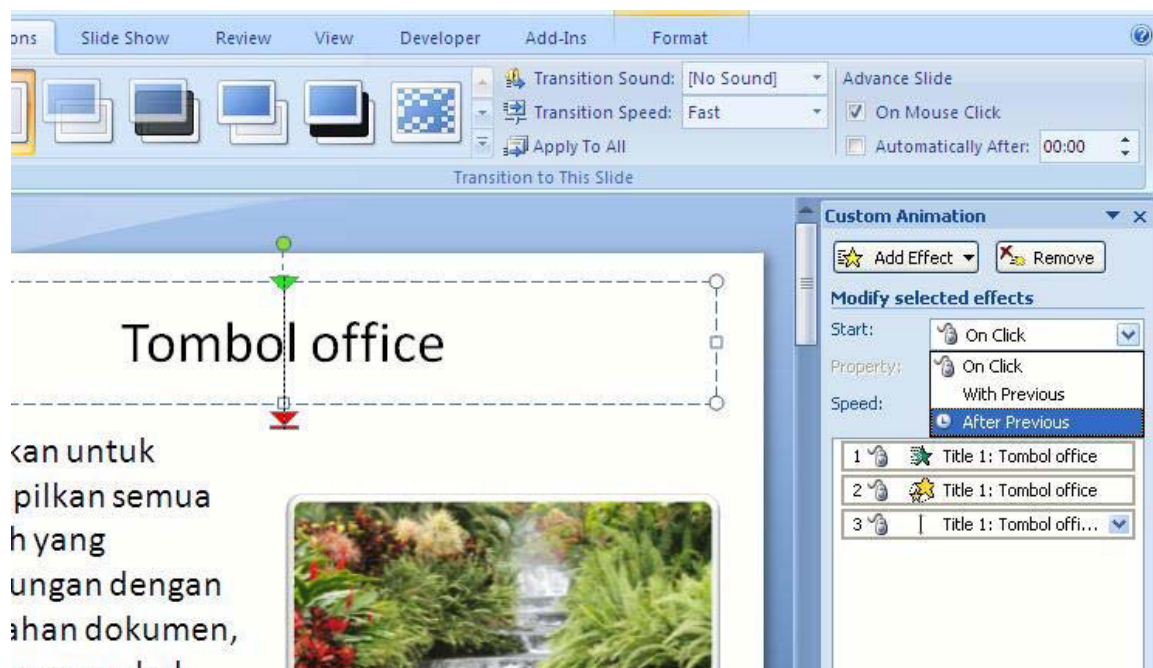 ons Slide Show Review View Developer Add-Ins Format
Transition Sound: [No Sound]
Transition Speed: Fast
Apply To All
Transition to This Slide
Advance Slide
On Mouse Click
Automatically After: 00:00
Tombol office
kan untuk
pilkan semua
h yang
ungan dengan
ahan dokumen,
Custom Animation
Add Effect Remove
Modify selected effects
Start: On Click
Property: On Click
With Previous
Speed: After Previous
1 Title 1: Tombol office
2 Title 1: Tombol office
3 Title 1: Tombol offi...